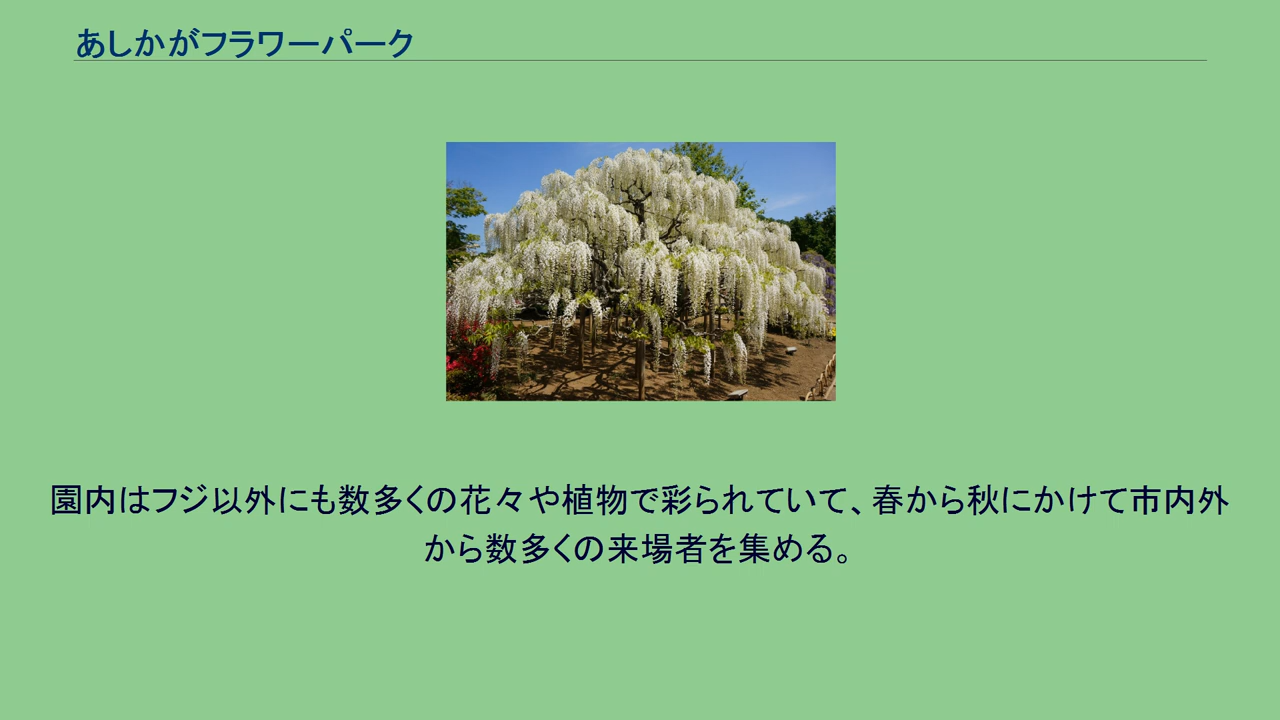 あしかがフラワーパーク
園内はフジ以外にも数多くの花々や植物で彩られていて、春から秋にかけて市内外
から数多くの来場者を集める。